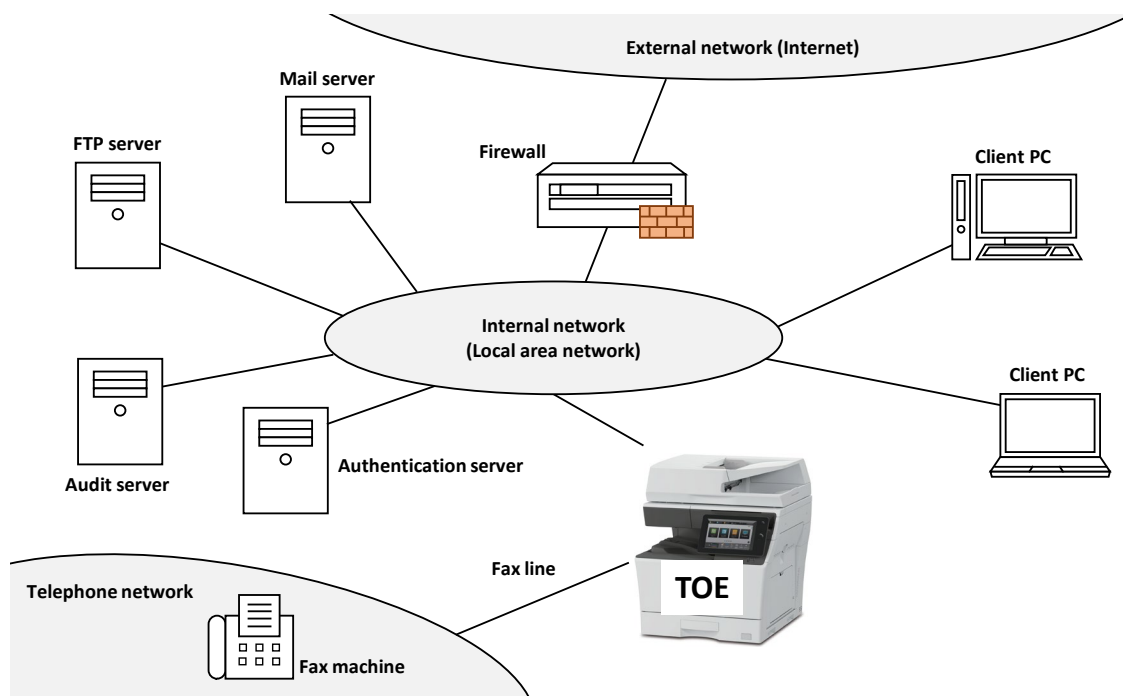 External network (Internet)
Mail server
FTP server
Firewall
Client PC
Internal network
(Local area network)
Client PC
Audit server
Authentication server
Fax line
TOE
Telephone network
Fax machine